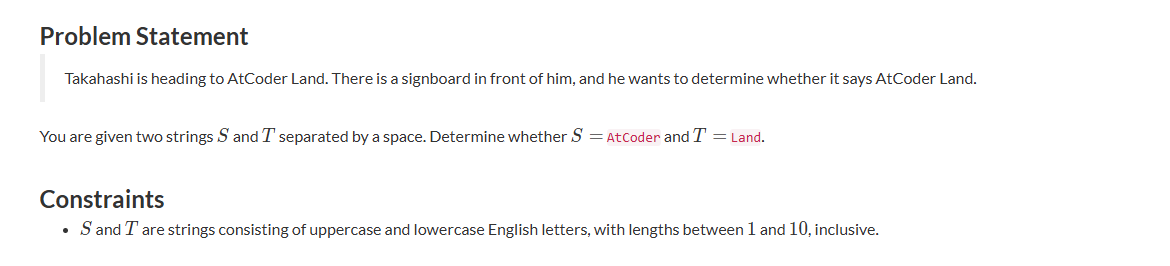 Problem Statement
Takahashi is heading to AtCoder Land. There is a signboard in front of him, and he wants to determine whether it says AtCoder Land.
You are given two strings S and T separated by a space. Determine whether S = AtCoder and T = Land.
Constraints
• S and T are strings consisting of uppercase and lowercase English letters, with lengths between 1 and 10, inclusive.